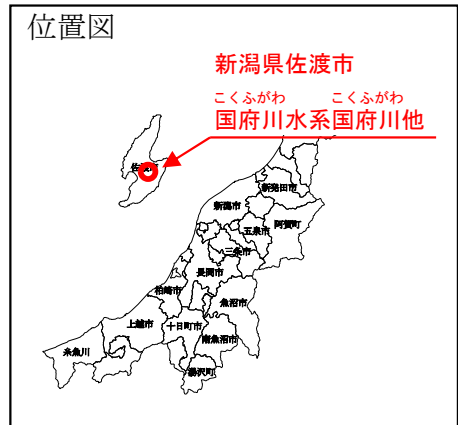 位置図
新潟県佐渡市
こくふがわ こくふがわ
国府川水系国府川他
佐渡市
新発田市
新潟市
阿賀町
五泉市
三条市
長岡市
柏崎市
魚沼市
上越市
十日町市
南魚沼市
糸魚川
湯沢町